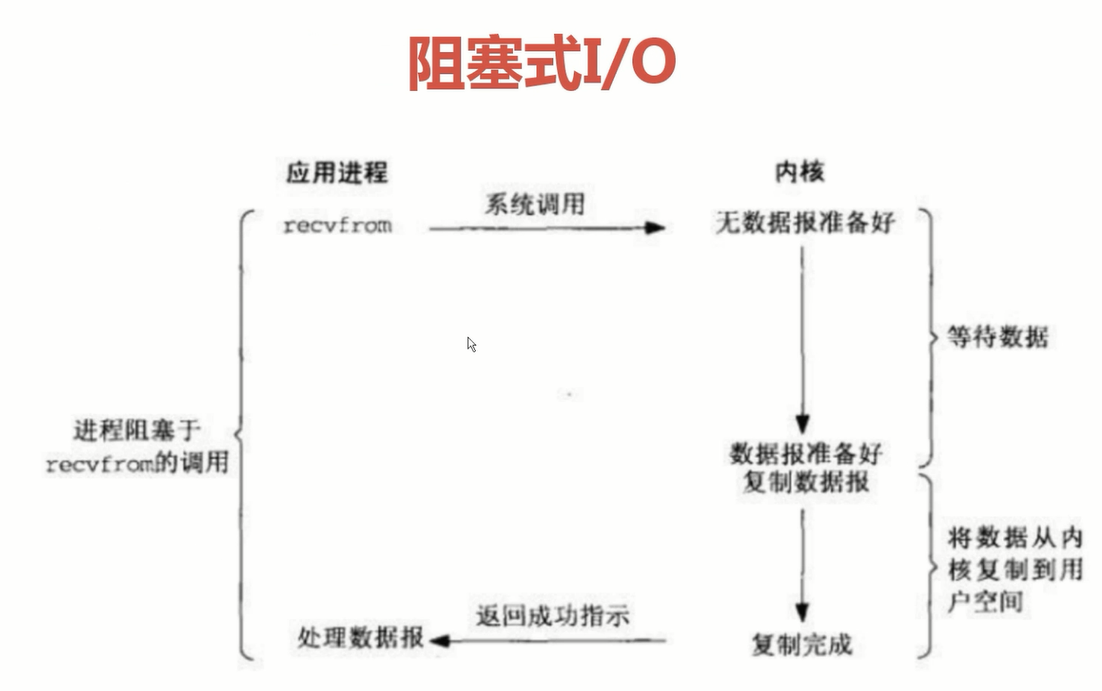 阻塞式I/O
应用进程
内核
系统调用
recvfrom
无数据报准备好
等待数据
进程阻塞于
recvfrom的调用
数据报准备好
复制数据报
将数据从内
核复制到用
户空间
返回成功指示
处理数据报
复制完成